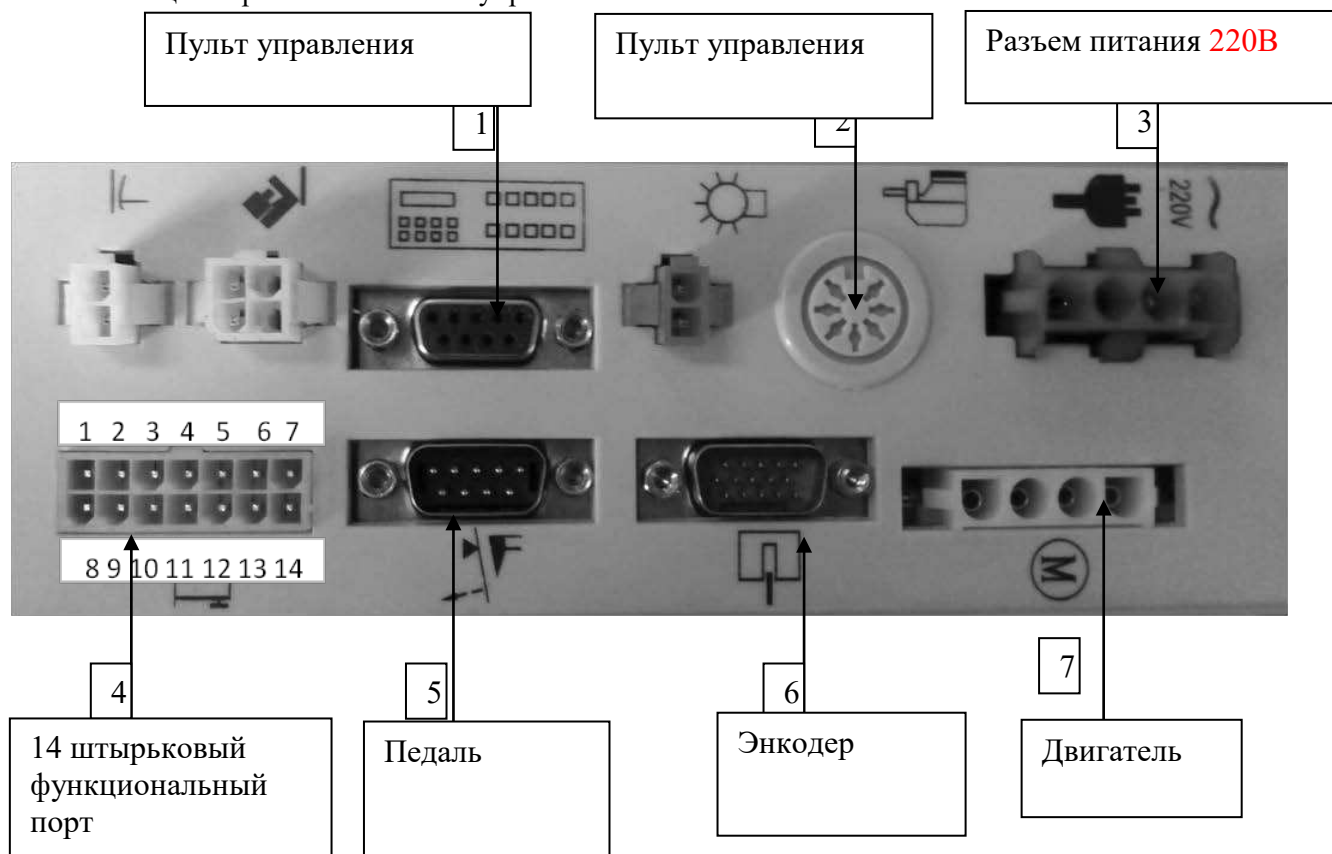 Пульт управления
Пульт управления
Разъем питания 220В
1
2
3
220V
1 2 3 4 5 6 7
8 9 10 11 12 13 14
M
4
5
6
7
14 штырьковый
функциональный
порт
Педаль
Энкодер
Двигатель